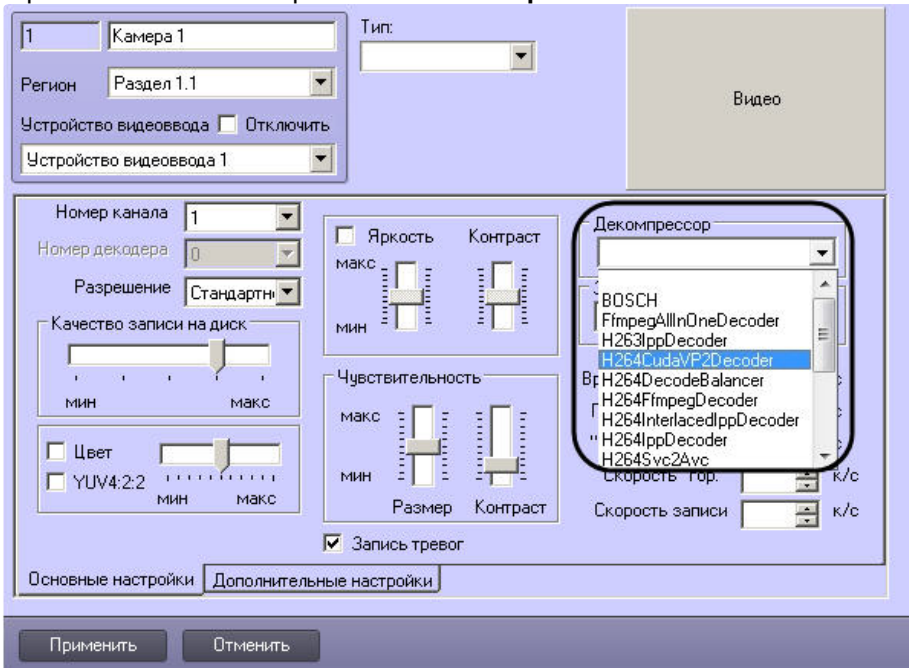 1 Камера 1
Тип:
Регион Раздел 1.1
Устройство видеоввода Отключить
Устройство видеоввода 1
Видео
Номер канала 1
Номер декодера 0
Разрешение Стандартн
Качество записи на диск
мин макс
Цвет
YUV4:2:2
мин макс
Яркость Контраст
макс
мин
Чувствительность
макс
мин
Размер Контраст
Запись тревог
Декомпрессор
BOSCH
FfmpegAllInOneDecoder
H263IppDecoder
H264CudaVP2Decoder
H264DecodeBalancer
H264FfmpegDecoder
H264InterlacedIppDecoder
H264IppDecoder
H264Svc2Avc
Скорость "гор." к/с
Скорость записи к/с
Основные настройки Дополнительные настройки
Применить Отменить